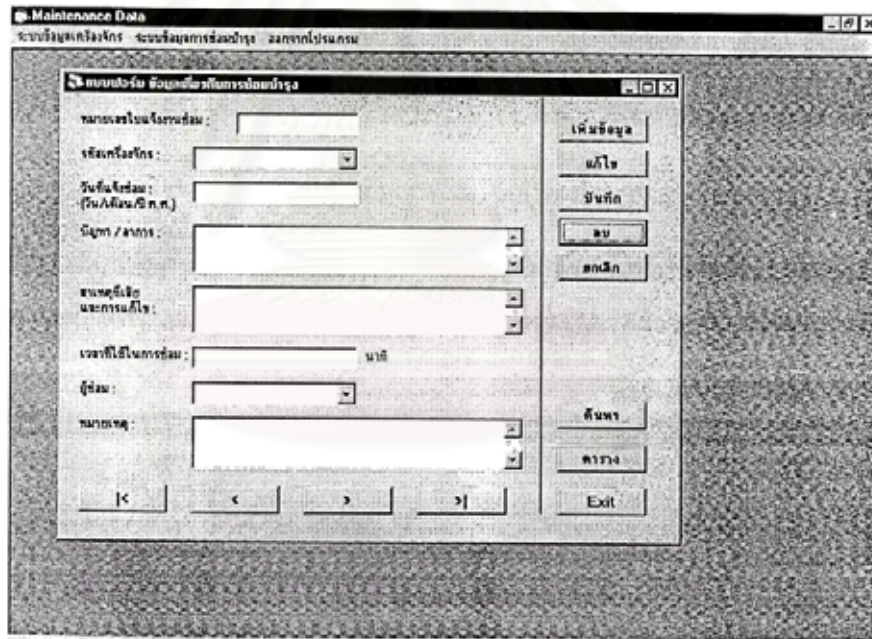 Maintenance Data
ระบบข้อมูลเครื่องจักร ระบบข้อมูลการซ่อมบำรุง ออกจากโปรแกรม
แบบฟอร์ม ข้อมูลเกี่ยวกับการซ่อมบำรุง
หมายเลขใบแจ้งงานซ่อม :
รหัสเครื่องจักร :
วันที่แจ้งซ่อม :
(วัน/เดือน/ปี ค.ศ.)
ปัญหา / อาการ :
สาเหตุที่เกิด
และการแก้ไข :
เวลาที่ใช้ในการซ่อม : นาที
ผู้ซ่อม :
หมายเหตุ :
|< < > >|
เพิ่มข้อมูล
แก้ไข
บันทึก
ลบ
ยกเลิก
ค้นหา
ตาราง
Exit